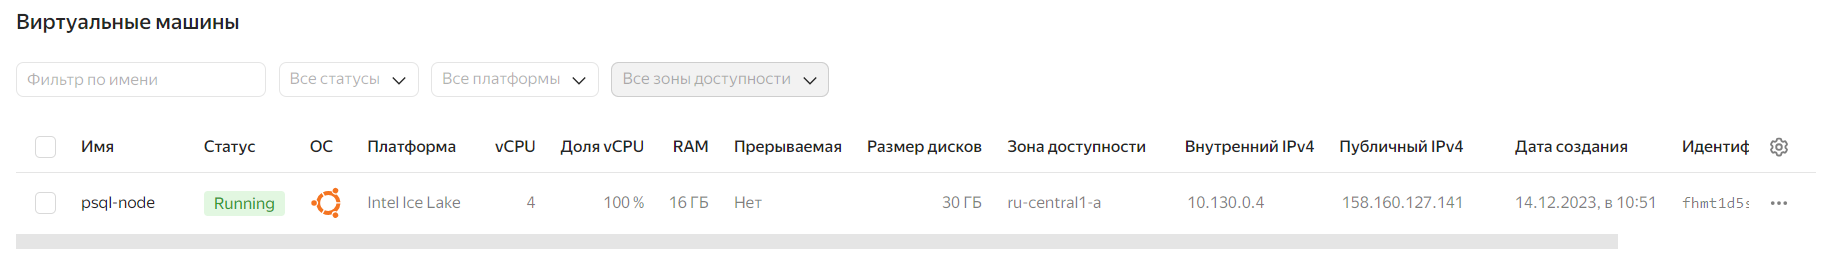 Виртуальные машины
Фильтр по имени Все статусы Все платформы Все зоны доступности
Имя Статус ОС Платформа vCPU Доля vCPU RAM Прерываемая Размер дисков Зона доступности Внутренний IPv4 Публичный IPv4 Дата создания Идентиф
psql-node Running Intel Ice Lake 4 100 % 16 ГБ Нет 30 ГБ ru-central1-a 10.130.0.4 158.160.127.141 14.12.2023, в 10:51 fhmt1d5s